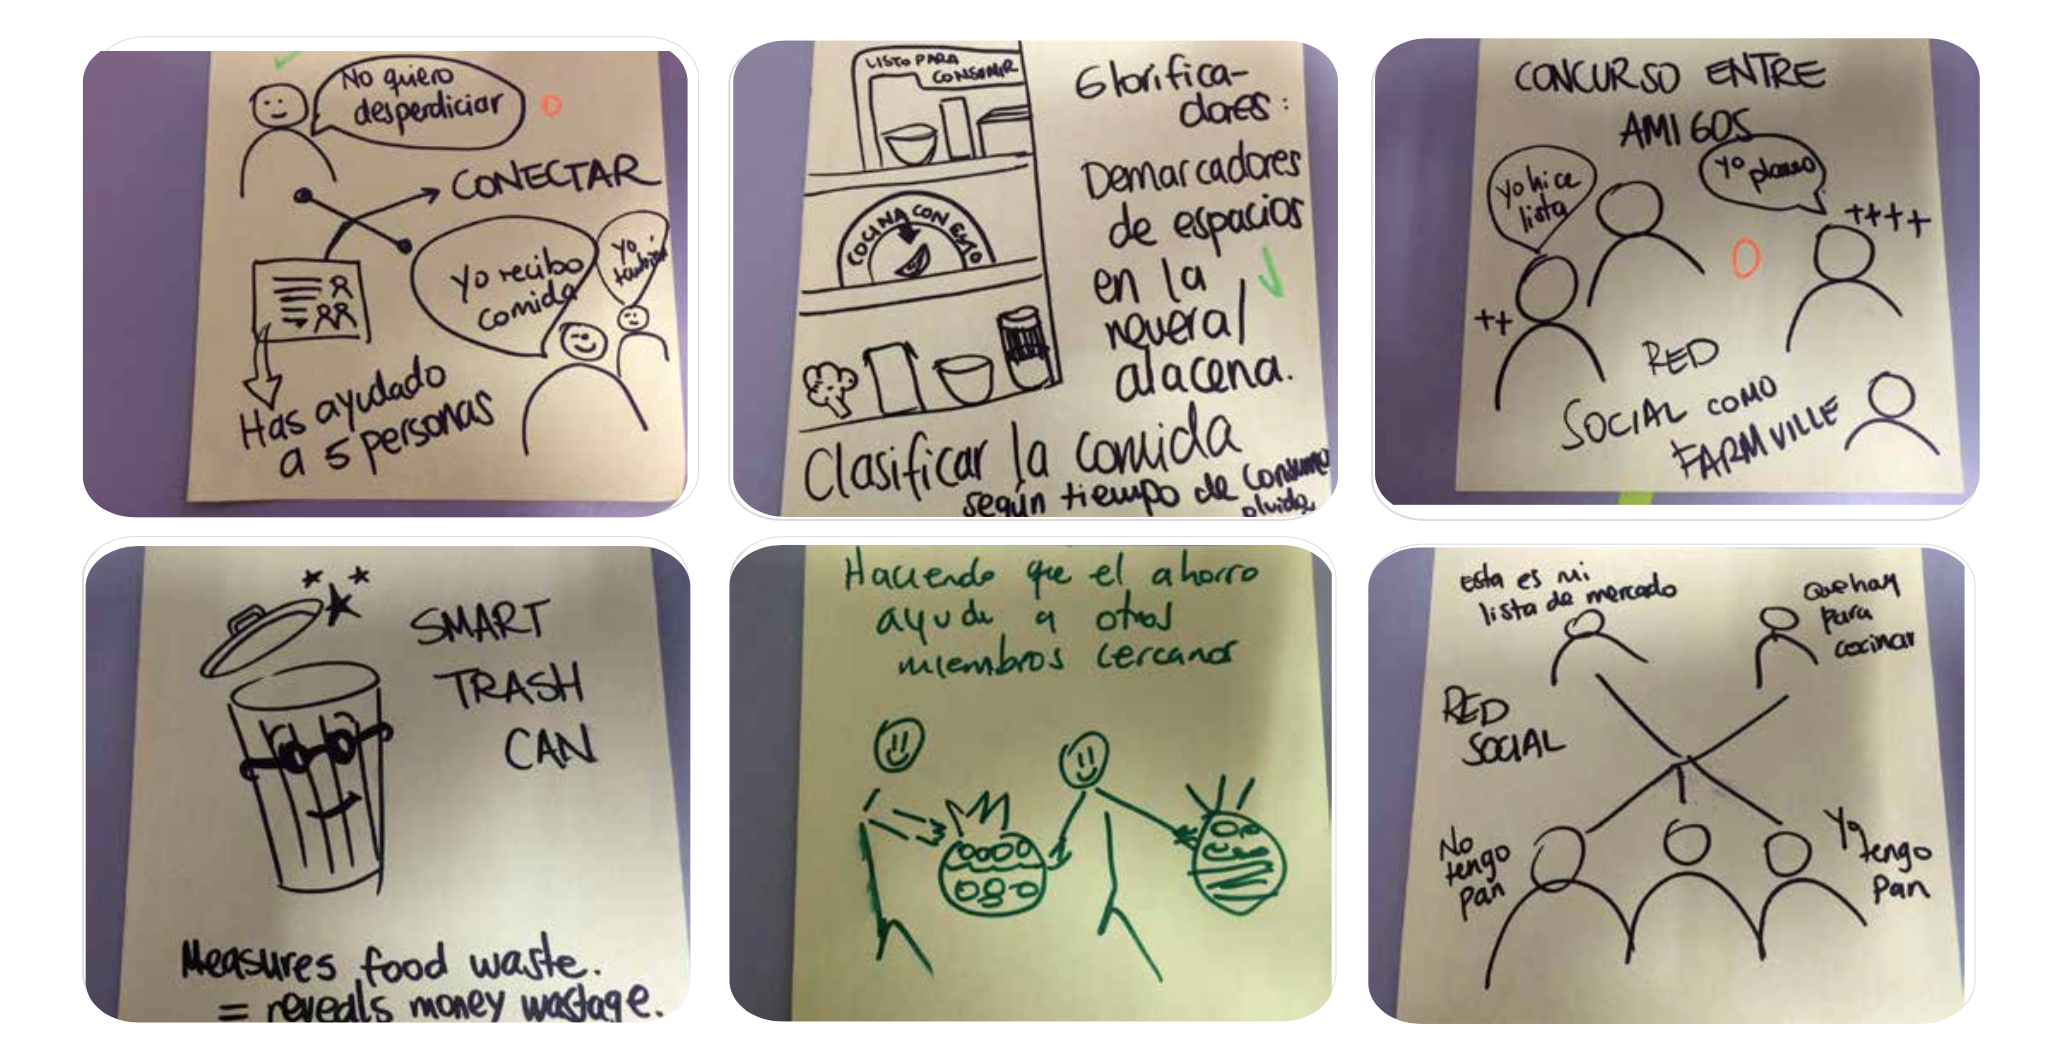 No quiero
desperdiciar
CONECTAR
Yo recibo
comida
yo
también
Has ayudado
a 5 personas
LISTO PARA
CONSUMIR
COCINA CON ESTO
Glorifica-
dores:
Demarcadores
de espacios
en la
nevera/
alacena.
Clasificar la comida
según tiempo de consumo
olvido
CONCURSO ENTRE
AMIGOS
yo hice
lista
yo planeo
++++
++
RED
SOCIAL COMO
FARMVILLE
SMART
TRASH
CAN
Measures food waste.
= reveals money wastage.
Haciendo que el ahorro
ayude a otros
miembros cercanos
esta es mi
lista de mercado
Que hay
para
cocinar
RED
SOCIAL
No
tengo
pan
Yo
tengo
Pan